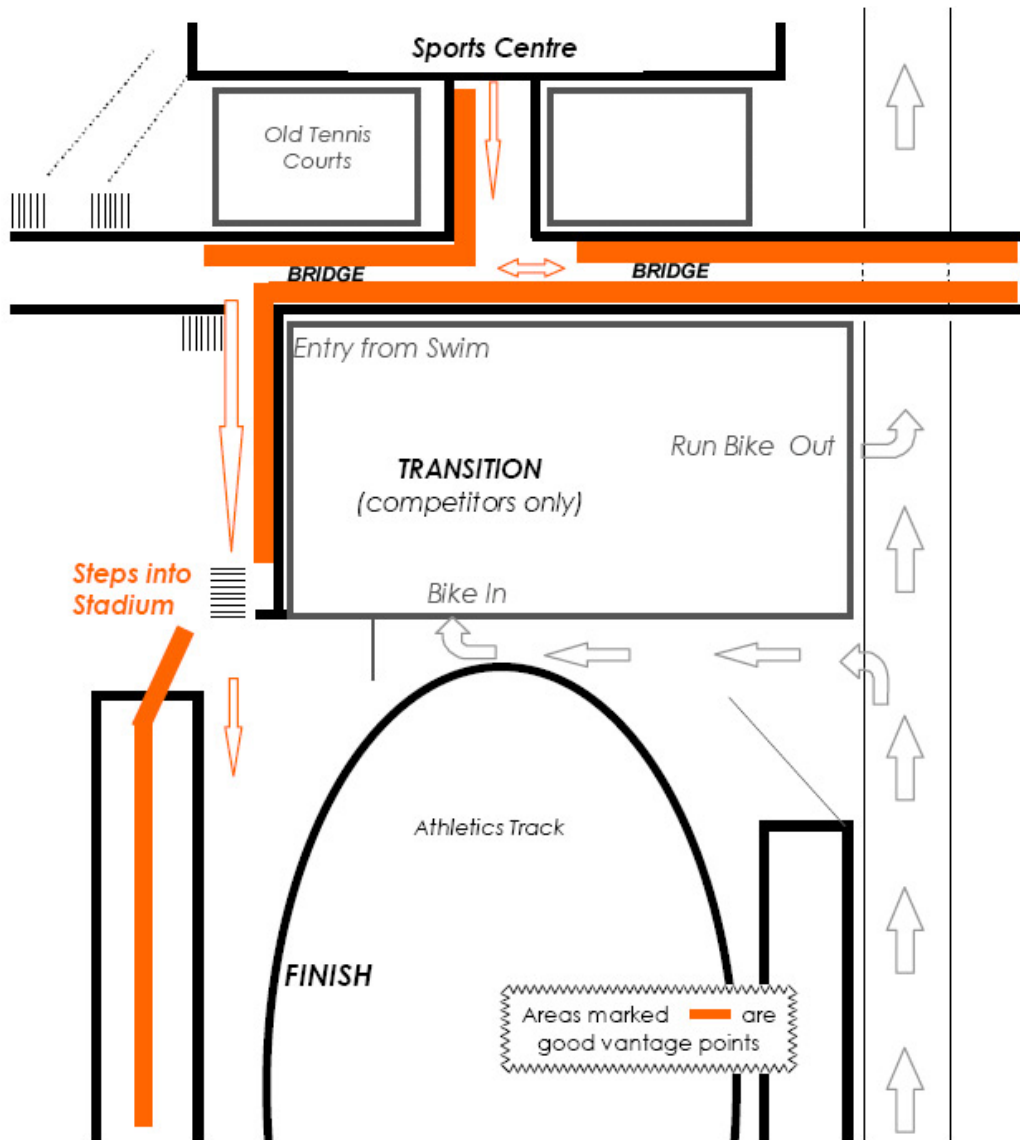 Sports Centre
Old Tennis
Courts
BRIDGE
BRIDGE
Entry from Swim
Run Bike Out
TRANSITION
(competitors only)
Steps into
Stadium
Bike In
Athletics Track
FINISH
Areas marked are
good vantage points